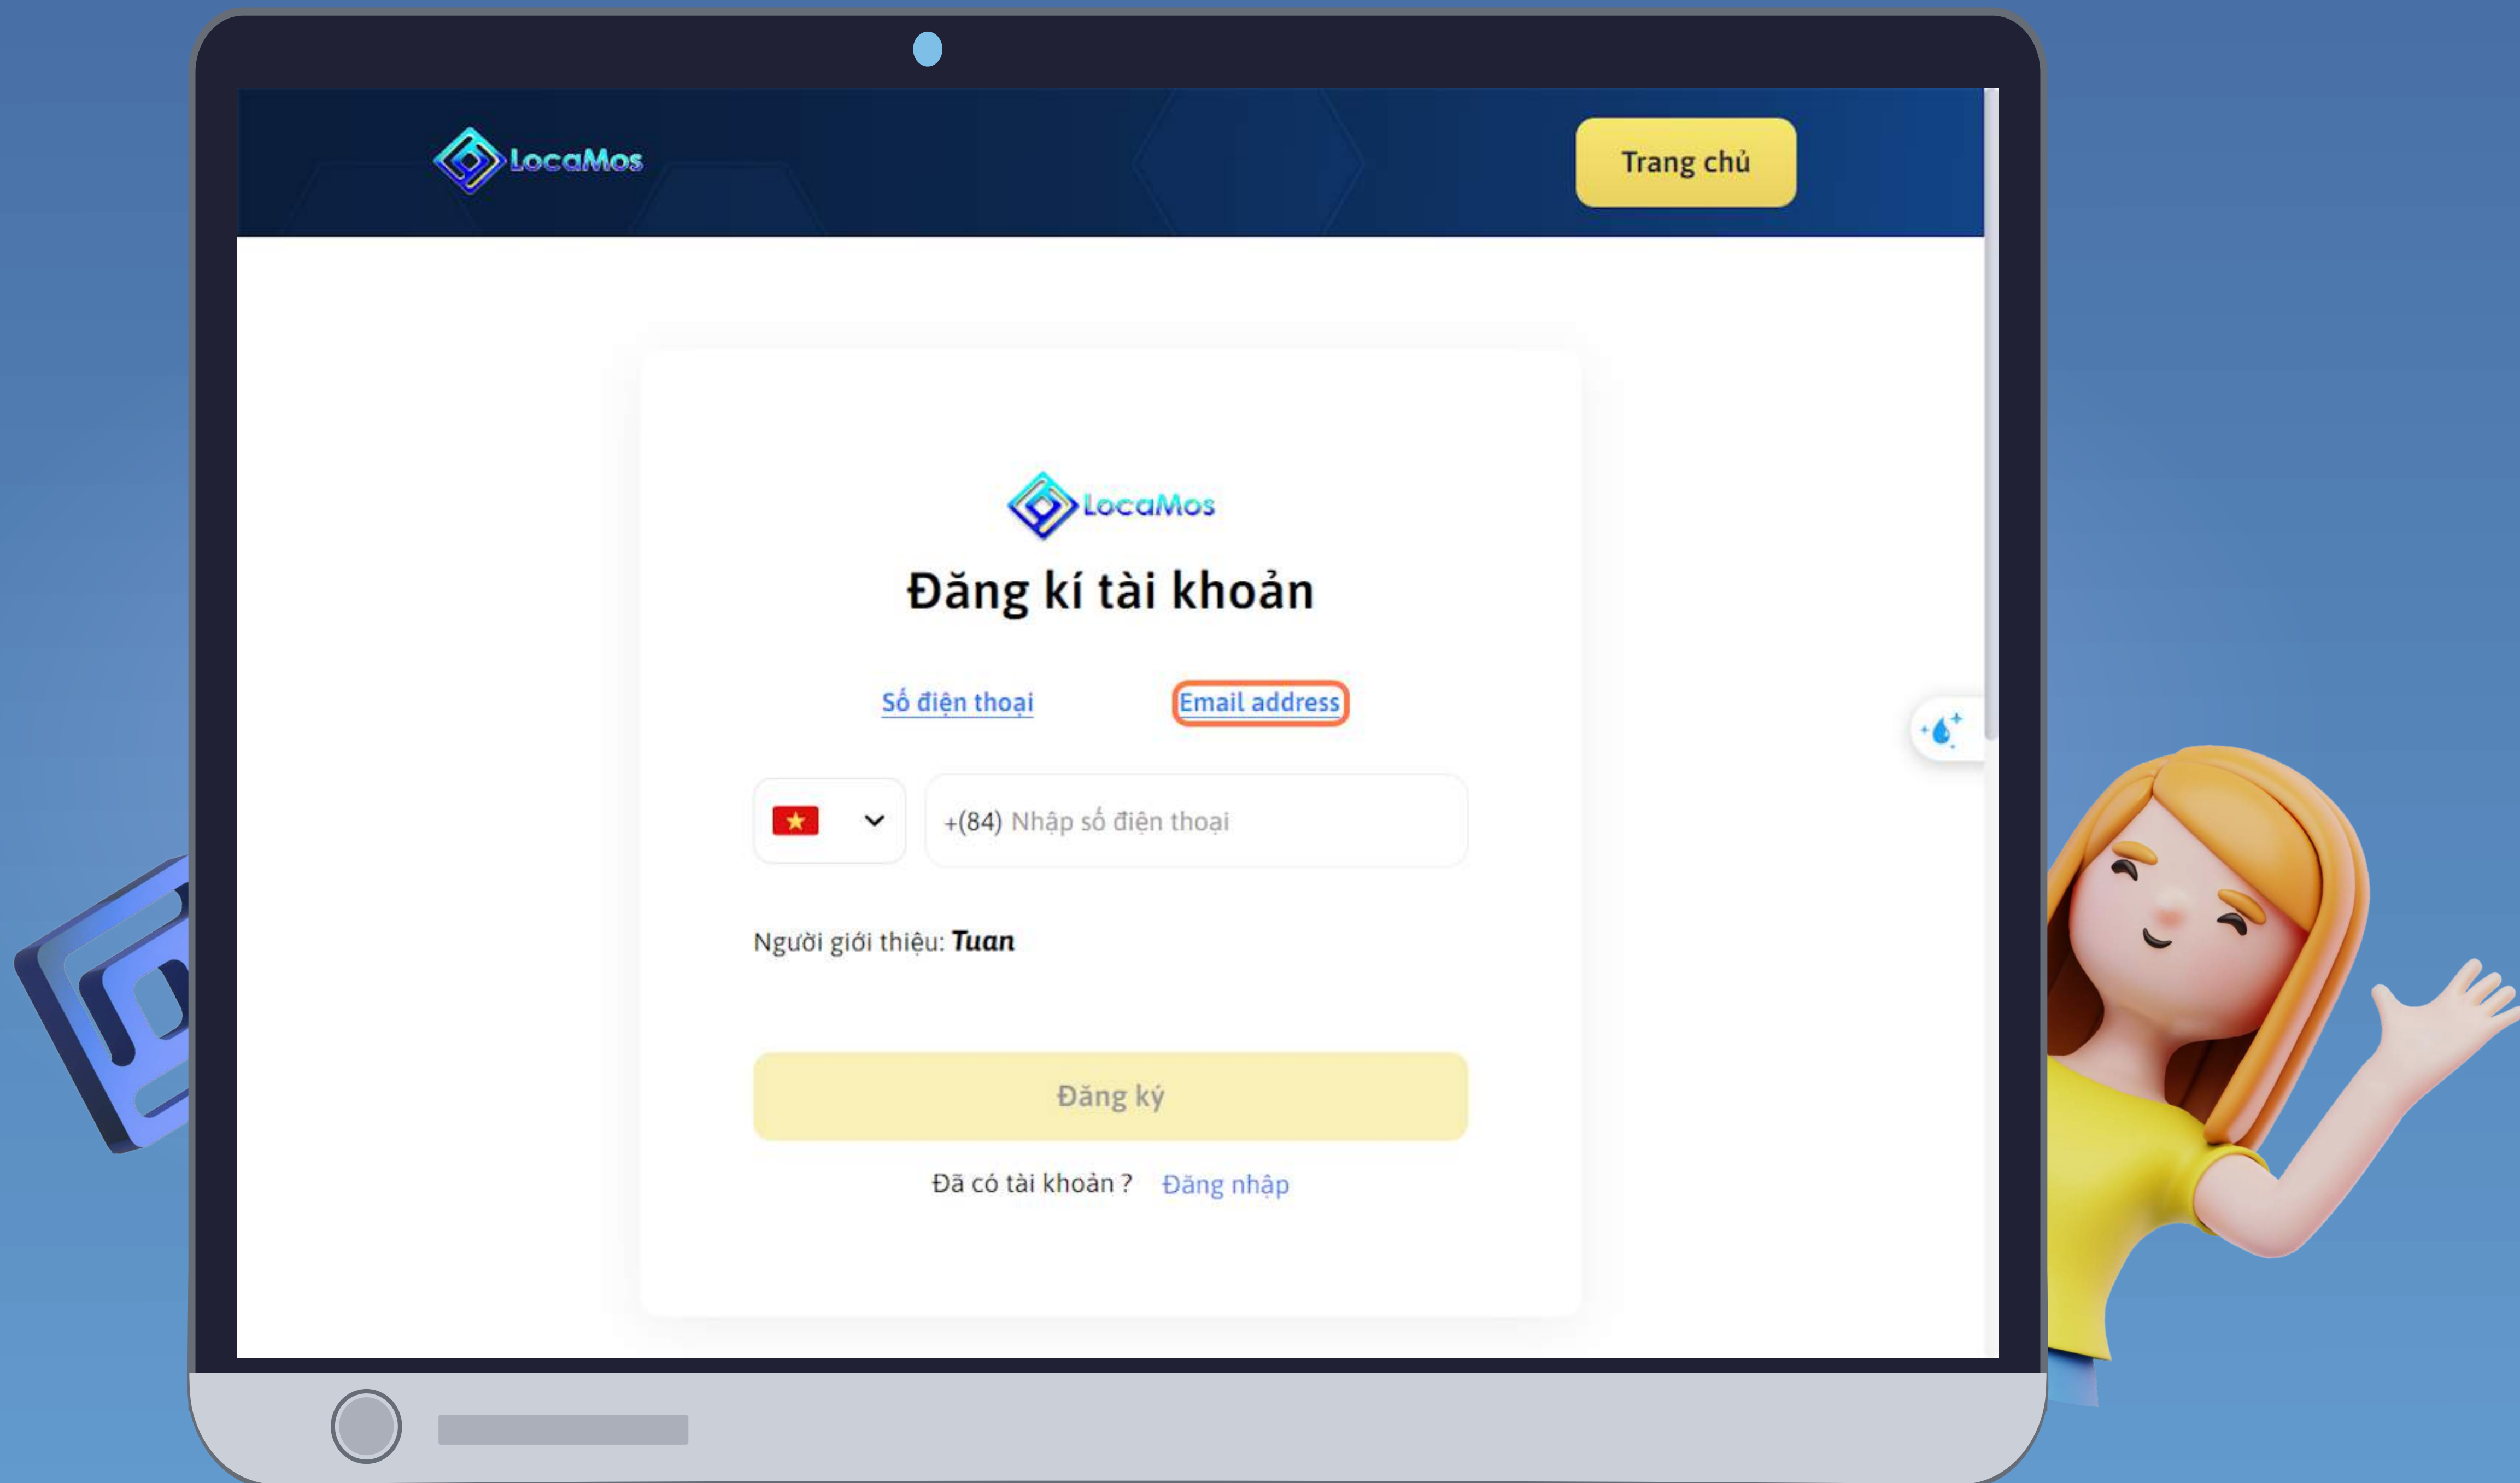 LocaMos
Trang chủ
LocaMos
Đăng kí tài khoản
Số điện thoại
Email address
+(84) Nhập số điện thoại
Người giới thiệu: Tuan
Đăng ký
Đã có tài khoản ? Đăng nhập